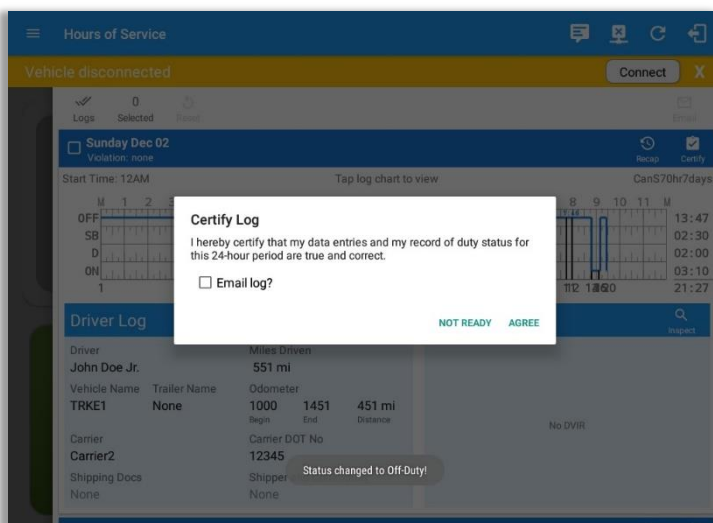 Hours of Service
Vehicle disconnected
Connect X
Logs 0 Selected Reset Email
Sunday Dec 02
Violation: none
Recap Certify
Start Time: 12AM Tap log chart to view CanS70hr7days
M 1 2 3 8 9 10 11 M
OFF 13:47
SB 02:30
D 02:00
ON 03:10
1 21:27
Certify Log
I hereby certify that my data entries and my record of duty status for
this 24-hour period are true and correct.
Email log?
NOT READY AGREE
Driver Log
Inspect
Driver Miles Driven
John Doe Jr. 551 mi
Vehicle Name Trailer Name Odometer
TRKE1 None 1000 1451 451 mi
Begin End Distance
No DVIR
Carrier Carrier DOT No
Carrier2 12345
Status changed to Off-Duty!
Shipping Docs Shipper
None None